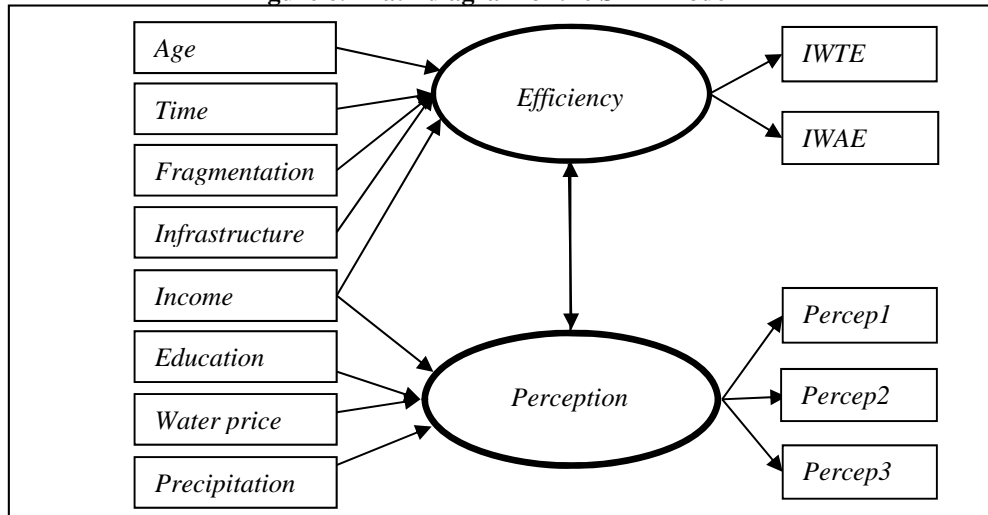 Age
Time
Fragmentation
Infrastructure
Income
Education
Water price
Precipitation
Efficiency
Perception
IWTE
IWAE
Percep1
Percep2
Percep3